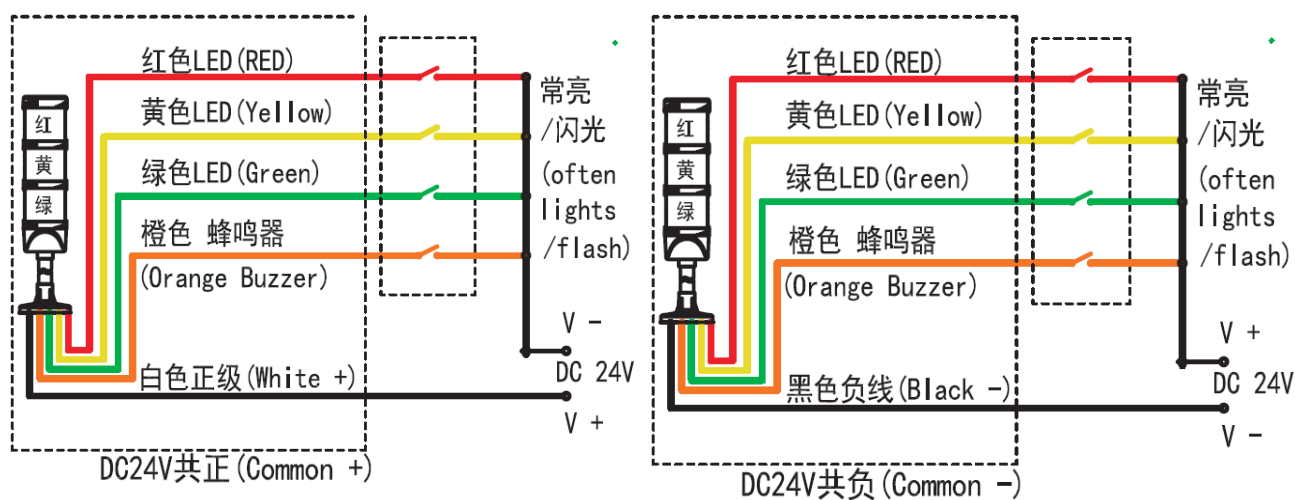 红色LED(RED)
黄色LED(Yellow)
绿色LED(Green)
橙色 蜂鸣器
(Orange Buzzer)
白色正级(White +)
红
黄
绿
常亮
/闪光
(often
lights
/flash)
V -
DC 24V
V +
DC24V共正(Common +)
红色LED(RED)
黄色LED(Yellow)
绿色LED(Green)
橙色 蜂鸣器
(Orange Buzzer)
黑色负线(Black -)
红
黄
绿
常亮
/闪光
(often
lights
/flash)
V +
DC 24V
V -
DC24V共负(Common -)